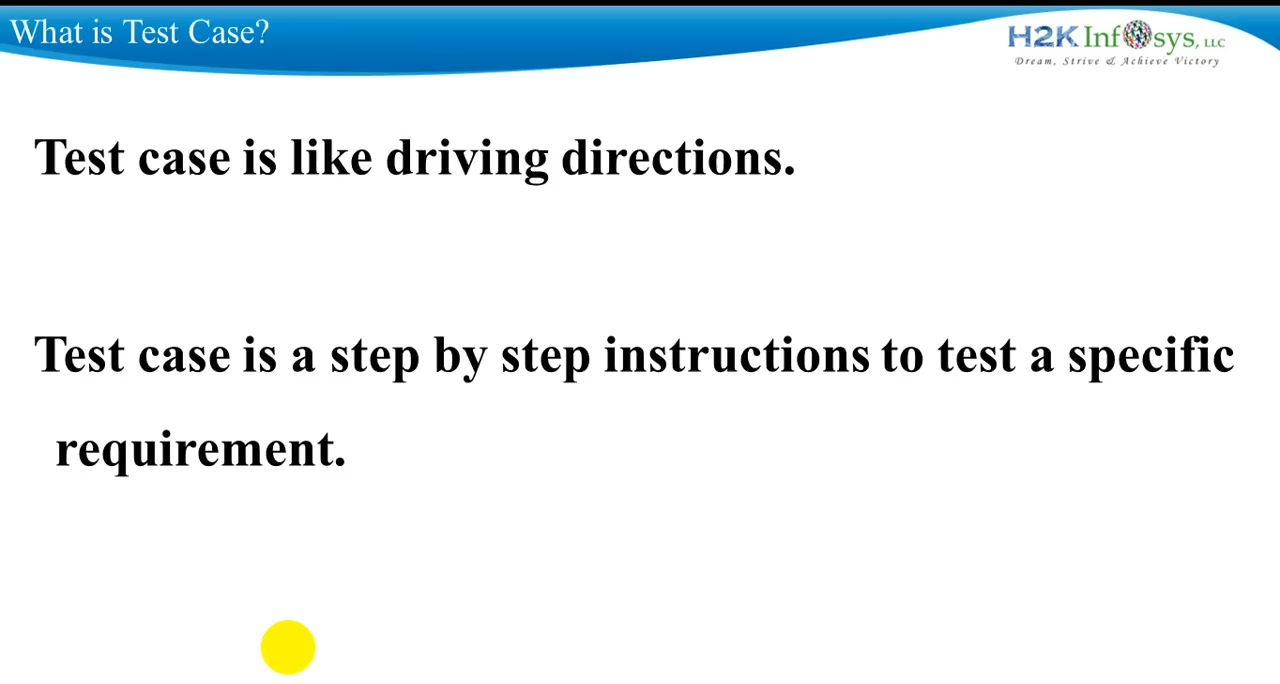 What is Test Case?
H2K Infosys, LLC
Dream, Strive & Achieve Victory
Test case is like driving directions.
Test case is a step by step instructions to test a specific
requirement.